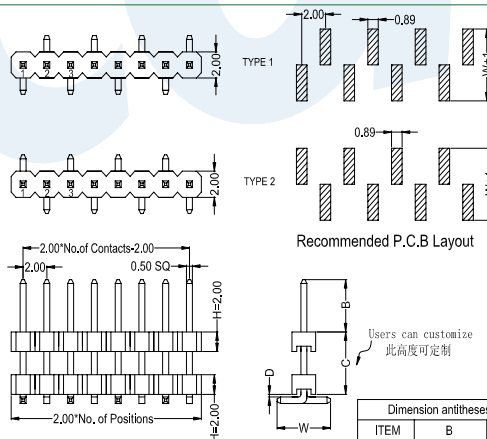 2.00
0.89
TYPE 1
1 2 3
2.00
W+1
0.89
TYPE 2
1 2 3
2.00
Recommended P.C.B Layout
2.00*No.of Contacts-2.00
2.00
0.50 SQ
H=2.00
B
C
D
W
Users can customize
此高度可定制
2.00*No. of Positions
H=2.00
Dimension antitheses
ITEM B